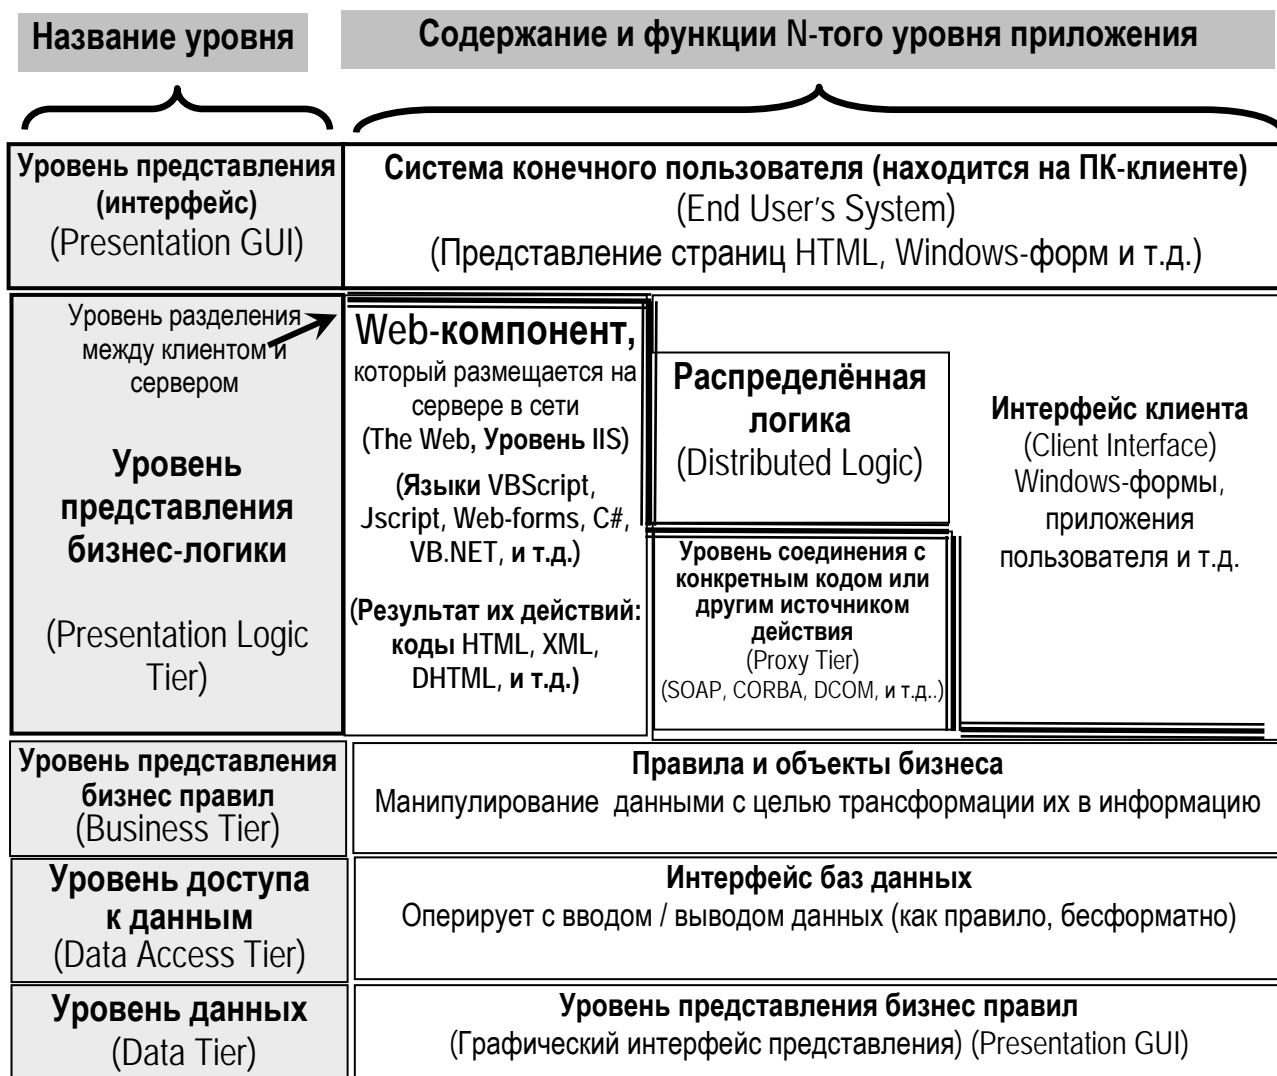 Название уровня
Содержание и функции N-того уровня приложения
Уровень представления
(интерфейс)
(Presentation GUI)
Система конечного пользователя (находится на ПК-клиенте)
(End User's System)
(Представление страниц HTML, Windows-форм и т.д.)
Уровень разделения
между клиентом и
сервером
Уровень
представления
бизнес-логики
(Presentation Logic
Tier)
Web-компонент,
который размещается на
сервере в сети
(The Web, Уровень IIS)
(Языки VBScript,
Jscript, Web-forms, C#,
VB.NET, и т.д.)
(Результат их действий:
коды HTML, XML,
DHTML, и т.д.)
Распределённая
логика
(Distributed Logic)
Уровень соединения с
конкретным кодом или
другим источником
действия
(Proxy Tier)
(SOAP, CORBA, DCOM, и т.д..)
Интерфейс клиента
(Client Interface)
Windows-формы,
приложения
пользователя и т.д.
Уровень представления
бизнес правил
(Business Tier)
Правила и объекты бизнеса
Манипулирование данными с целью трансформации их в информацию
Уровень доступа
к данным
(Data Access Tier)
Интерфейс баз данных
Оперирует с вводом / выводом данных (как правило, бесформатно)
Уровень данных
(Data Tier)
Уровень представления бизнес правил
(Графический интерфейс представления) (Presentation GUI)